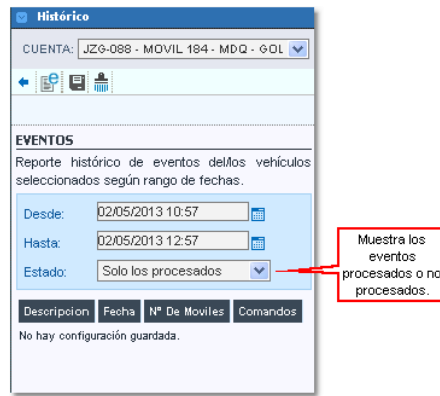 Histórico
CUENTA: JZG-088 - MOVIL 184 - MDQ - GOL
EVENTOS
Reporte histórico de eventos del/los vehículos
seleccionados según rango de fechas.
Desde: 02/05/2013 10:57
Hasta: 02/05/2013 12:57
Estado: Solo los procesados
Muestra los
eventos
procesados o no
procesados.
Descripcion Fecha Nº De Moviles Comandos
No hay configuración guardada.